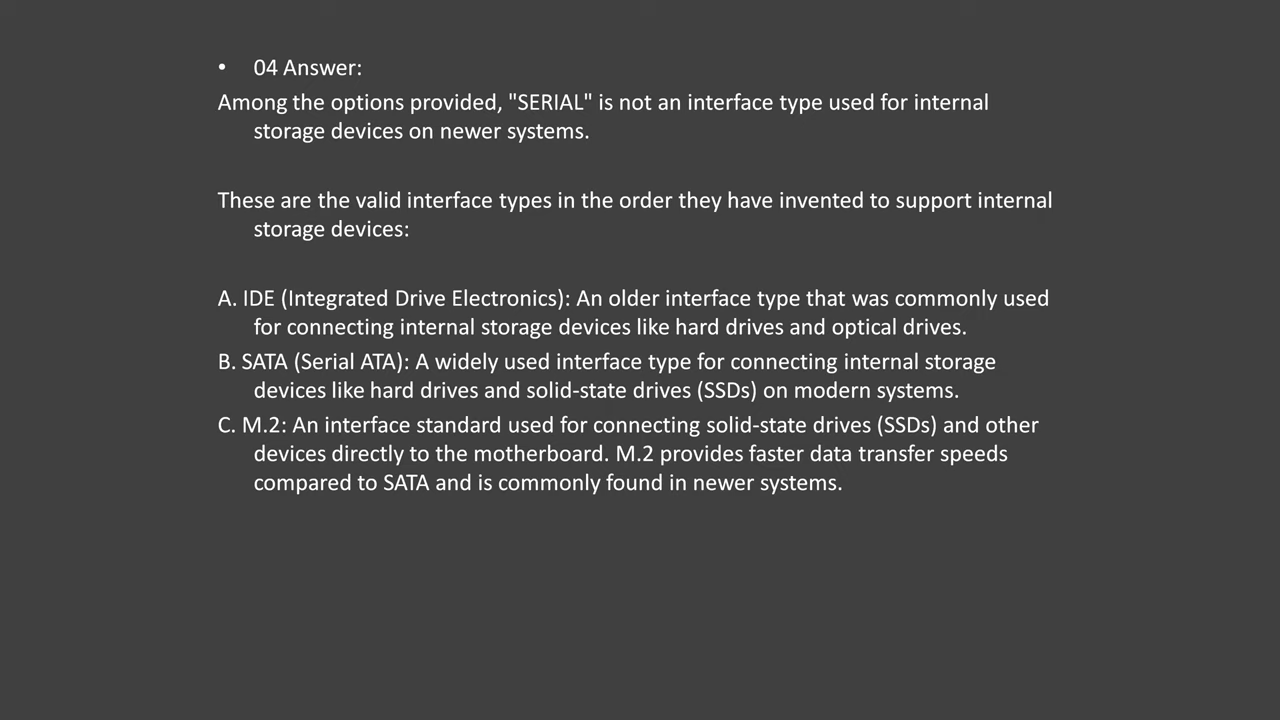 • 04 Answer:
Among the options provided, "SERIAL" is not an interface type used for internal
storage devices on newer systems.
These are the valid interface types in the order they have invented to support internal
storage devices:
A. IDE (Integrated Drive Electronics): An older interface type that was commonly used
for connecting internal storage devices like hard drives and optical drives.
B. SATA (Serial ATA): A widely used interface type for connecting internal storage
devices like hard drives and solid-state drives (SSDs) on modern systems.
C. M.2: An interface standard used for connecting solid-state drives (SSDs) and other
devices directly to the motherboard. M.2 provides faster data transfer speeds
compared to SATA and is commonly found in newer systems.